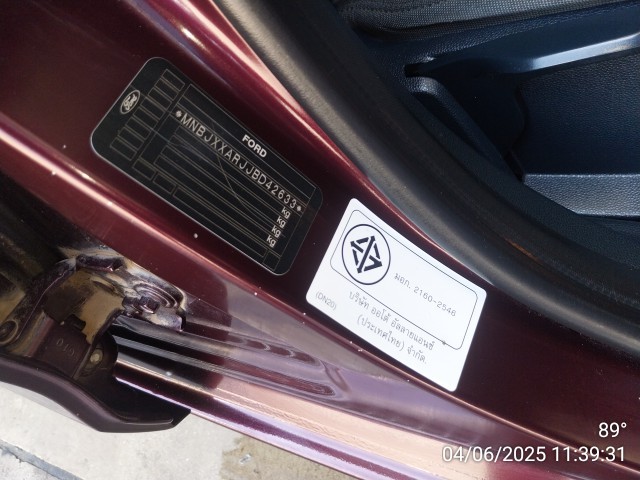 Ford
FORD
*MNBJXXARJJBD42633*
kg
kg
kg
kg
มอก. 2160-2546
(DN20)
บริษัท ออโต้ อัลลายแอนซ์
(ประเทศไทย) จำกัด
89°
04/06/2025 11:39:31